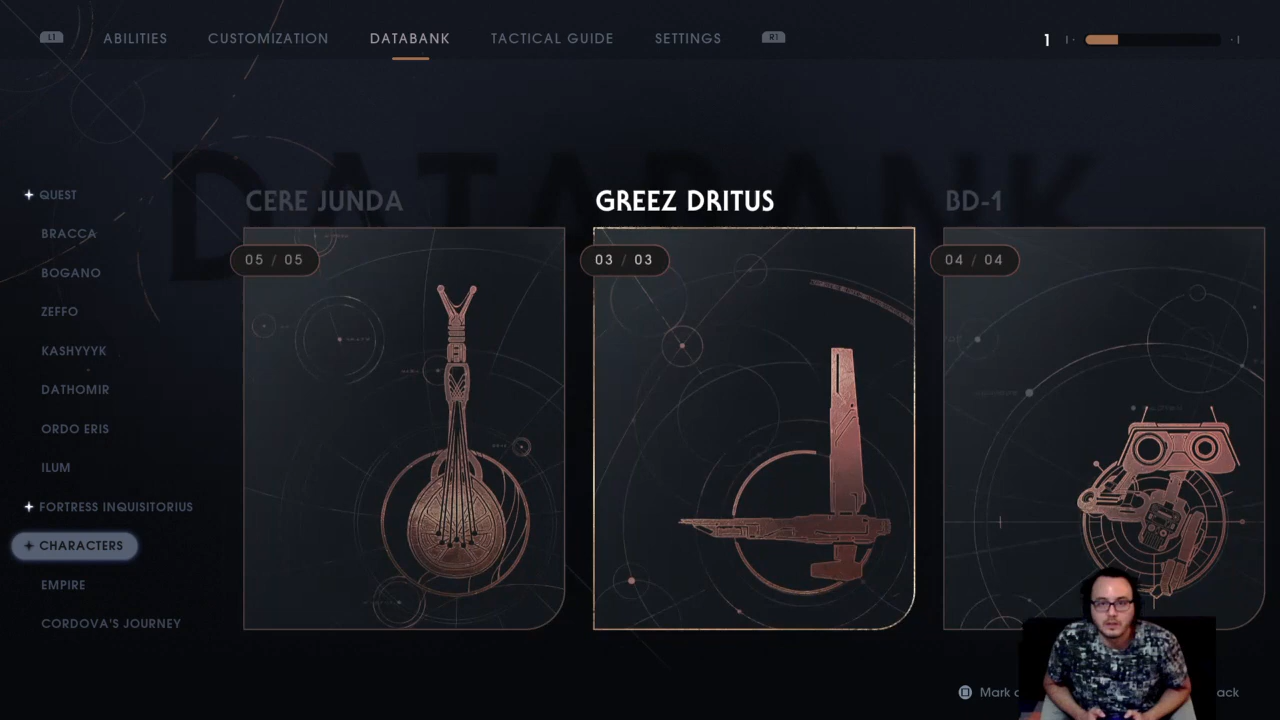 L1 ABILITIES CUSTOMIZATION DATABANK TACTICAL GUIDE SETTINGS R1 1
DATABANK
QUEST
BRACCA
BOGANO
ZEFFO
KASHYYYK
DATHOMIR
ORDO ERIS
ILUM
FORTRESS INQUISITORIUS
CHARACTERS
EMPIRE
CORDOVA'S JOURNEY
CERE JUNDA
05 / 05
GREEZ DRITUS
03 / 03
BD-1
04 / 04
Mark